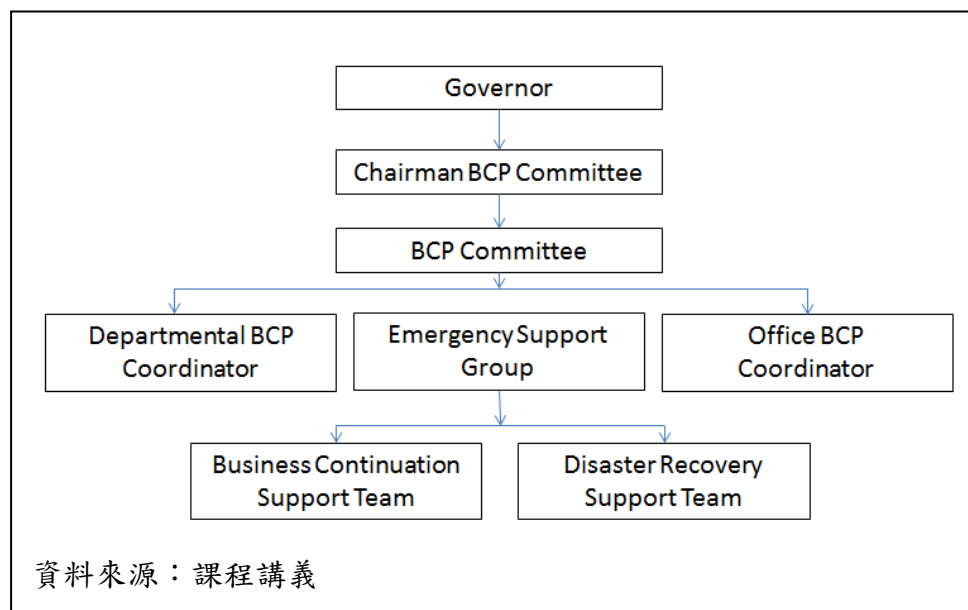 Governor
Chairman BCP Committee
BCP Committee
Departmental BCP
Coordinator
Emergency Support
Group
Office BCP
Coordinator
Business Continuation
Support Team
Disaster Recovery
Support Team
資料來源：課程講義